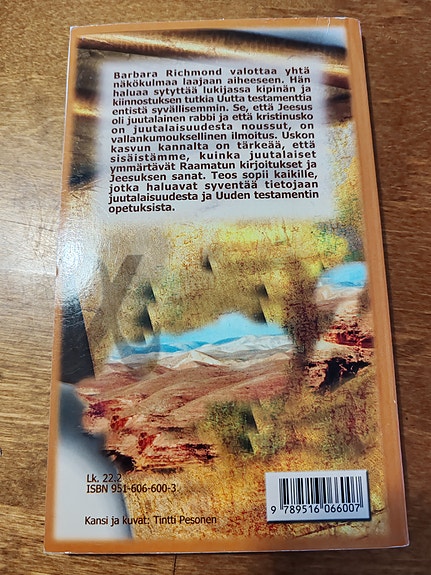 Barbara Richmond valottaa yhtä
näkökulmaa laajaan aiheeseen. Hän
haluaa sytyttää lukijassa kipinän ja
kiinnostuksen tutkia Uutta testamenttia
entistä syvällisemmin. Se, että Jeesus
oli juutalainen rabbi ja että kristinusko
on juutalaisuudesta noussut, on
vallankumouksellinen ilmoitus. Uskon
kasvun kannalta on tärkeää, että
sisäistämme, kuinka juutalaiset
ymmärtävät Raamatun kirjoitukset ja
Jeesuksen sanat. Teos sopii kaikille,
jotka haluavat syventää tietojaan
juutalaisuudesta ja Uuden testamentin
opetuksista.
Lk. 22.2
ISBN 951-606-600-3
Kansi ja kuvat: Tintti Pesonen
9 789516 066007